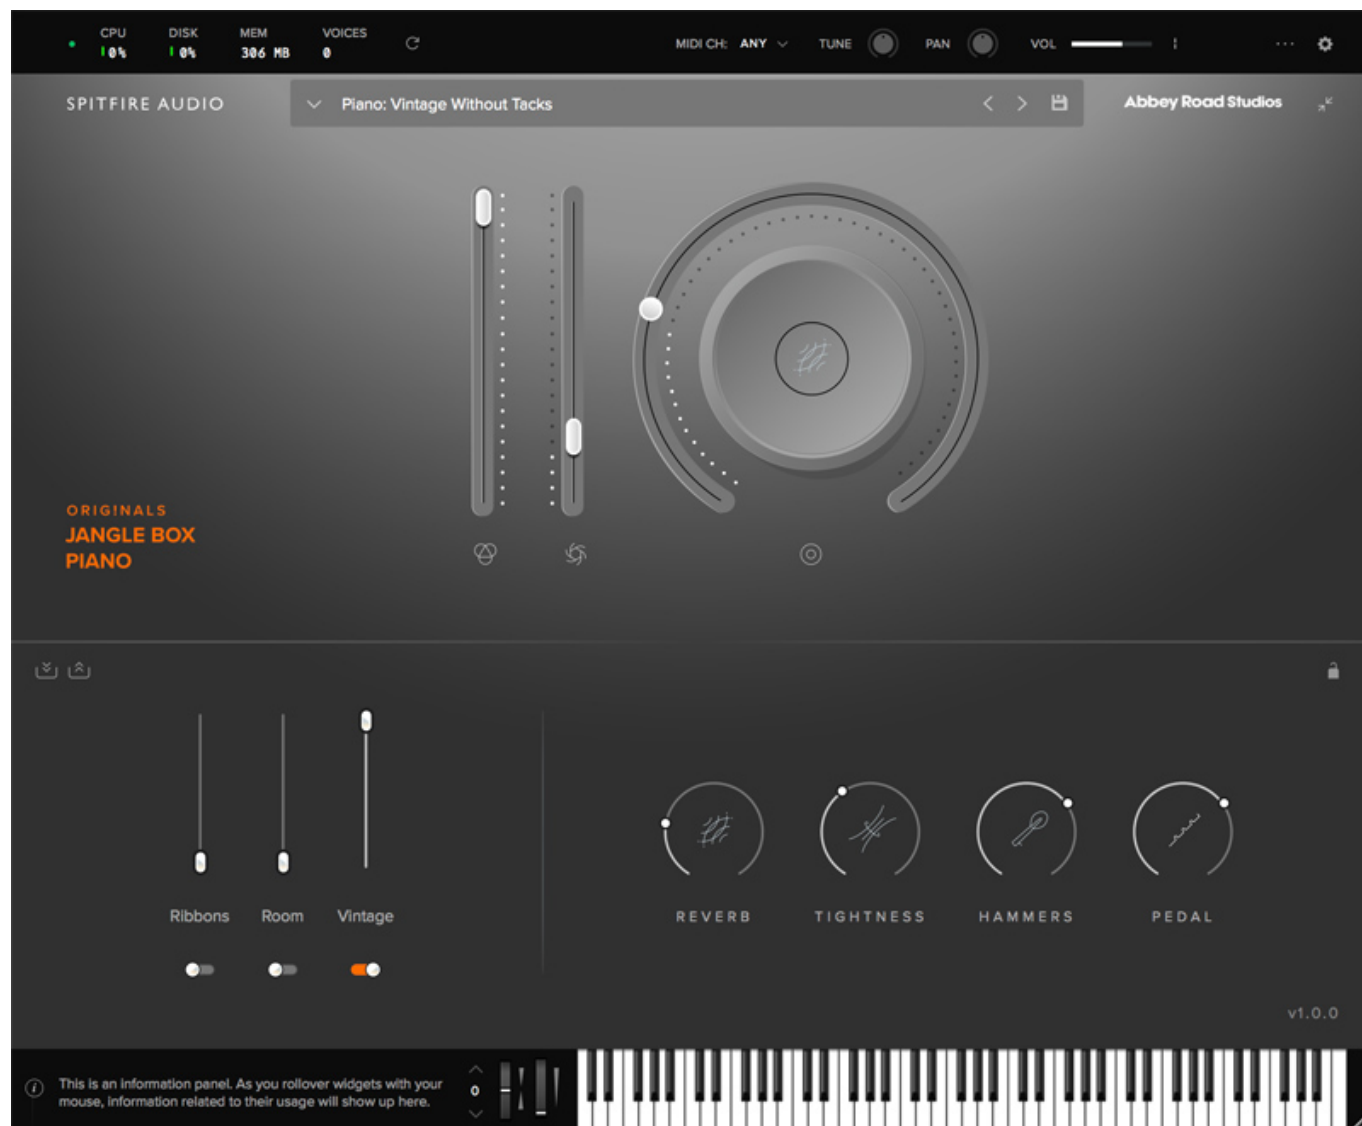 CPU DISK MEM VOICES
0% 0% 306 MB 0
MIDI CH: ANY TUNE PAN VOL
SPITFIRE AUDIO
Piano: Vintage Without Tacks
Abbey Road Studios
ORIGINALS
JANGLE BOX
PIANO
Ribbons Room Vintage
REVERB TIGHTNESS HAMMERS PEDAL
v1.0.0
This is an information panel. As you rollover widgets with your
mouse, information related to their usage will show up here.
0